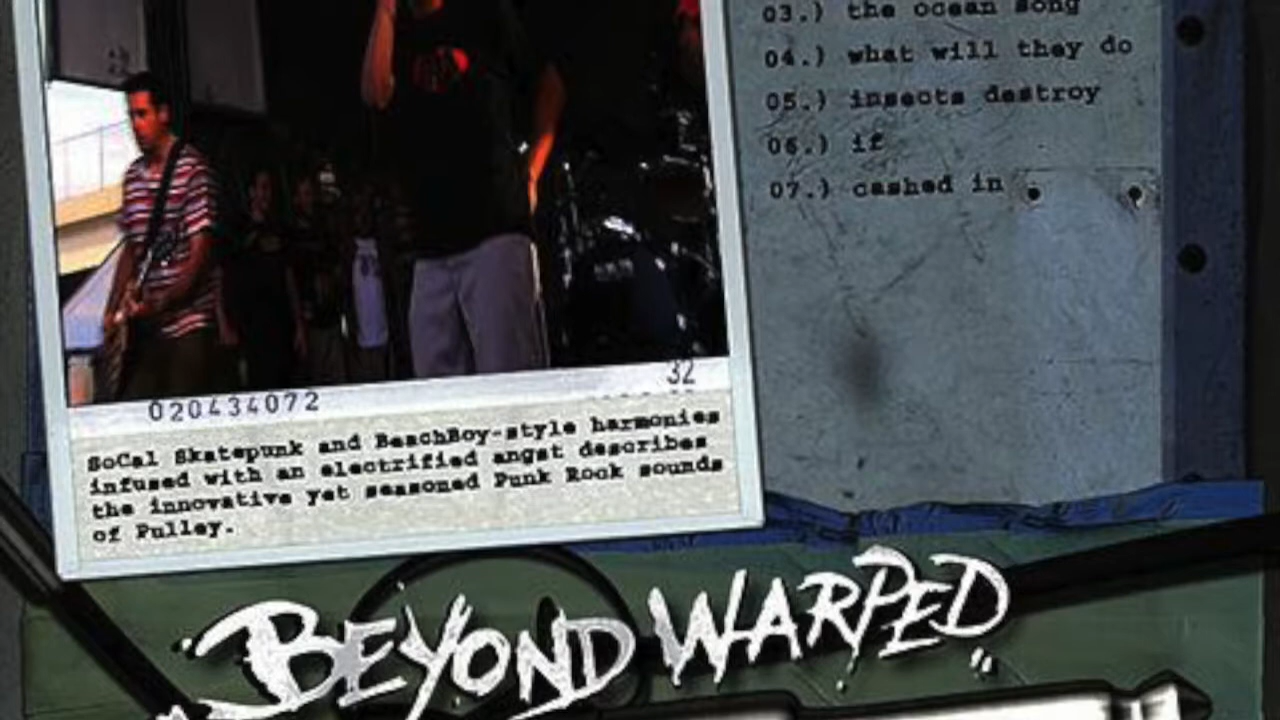 03.) the ocean song
04.) what will they do
05.) insects destroy
06.) if
07.) cashed in
32
020434072
SoCal Skatepunk and BeachBoy-style harmonies
infused with an electrified angst describes
the innovative yet seasoned Punk Rock sounds
of Pulley.
BEYOND WARPED